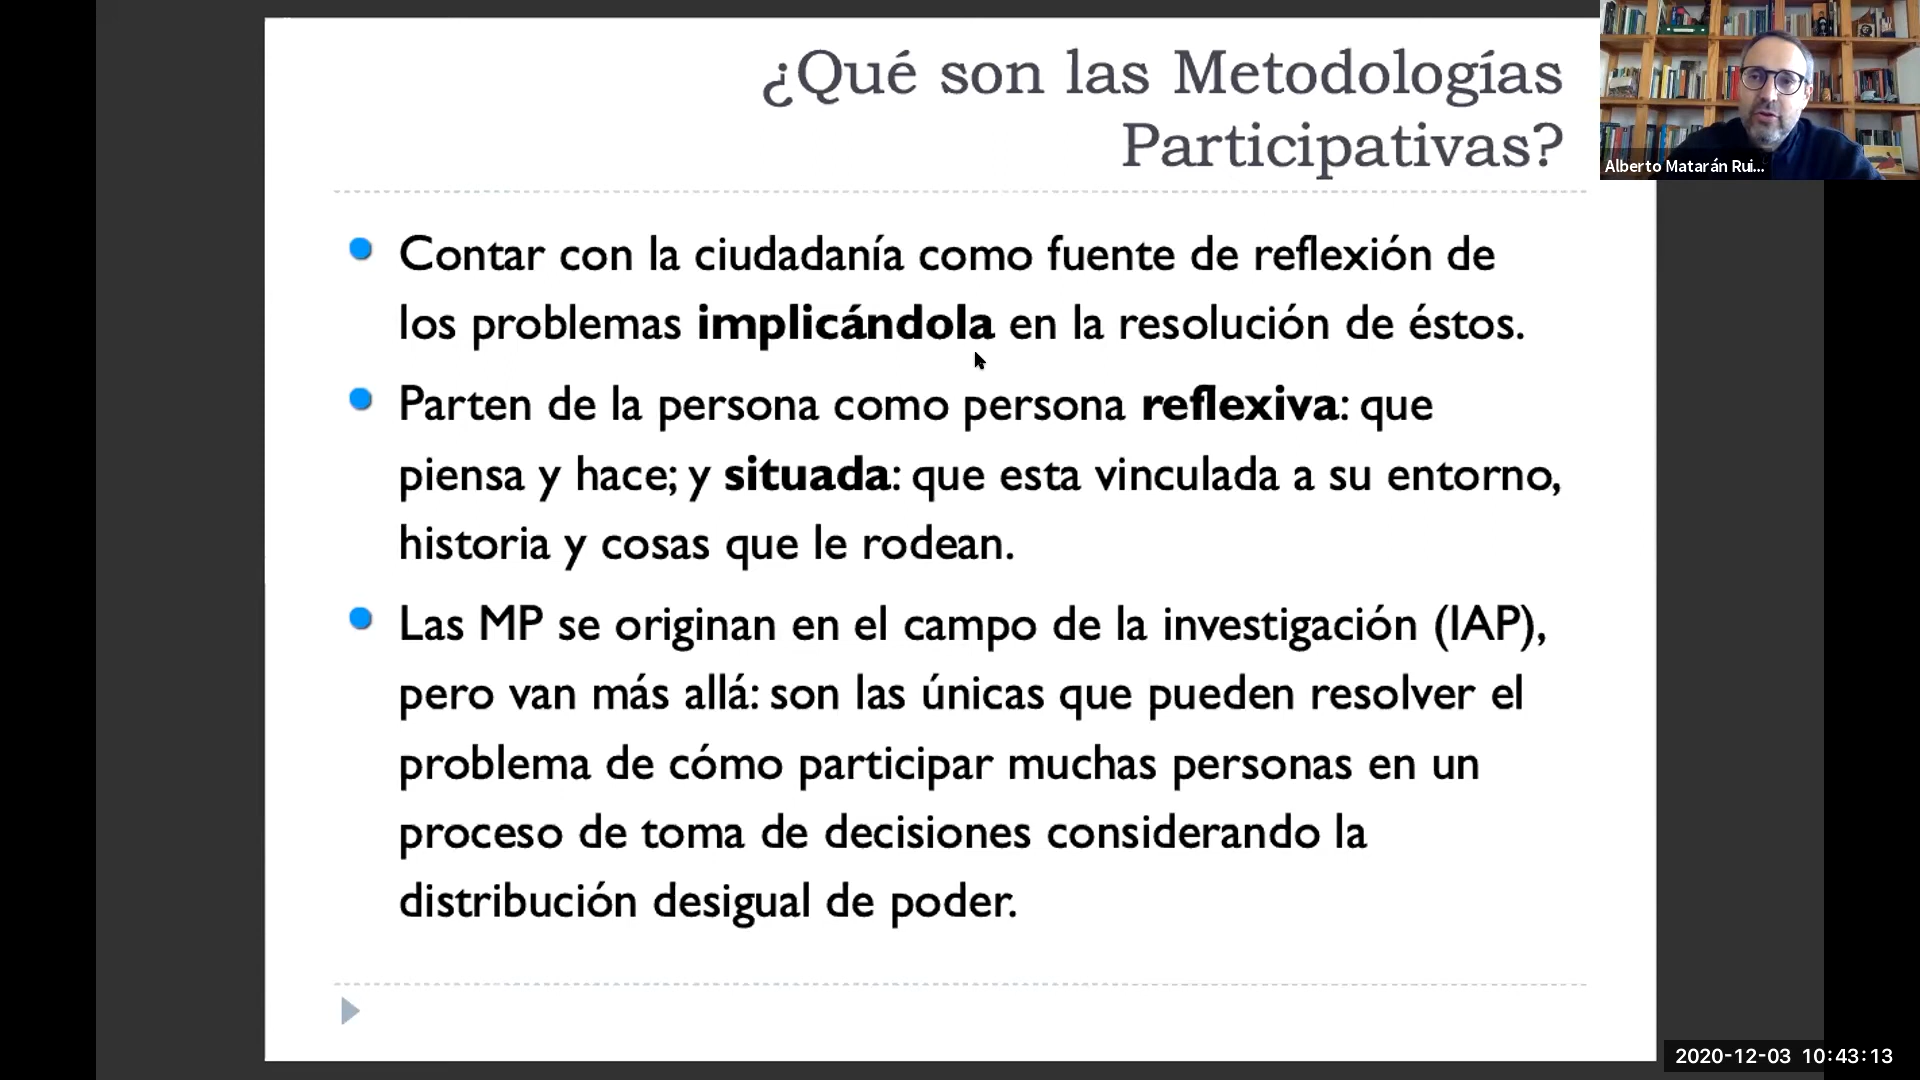 ¿Qué son las Metodologías
Participativas?
Alberto Matarán Rui...
Contar con la ciudadanía como fuente de reflexión de
los problemas implicándola en la resolución de éstos.
Parten de la persona como persona reflexiva: que
piensa y hace; y situada: que esta vinculada a su entorno,
historia y cosas que le rodean.
Las MP se originan en el campo de la investigación (IAP),
pero van más allá: son las únicas que pueden resolver el
problema de cómo participar muchas personas en un
proceso de toma de decisiones considerando la
distribución desigual de poder.
2020-12-03 10:43:13